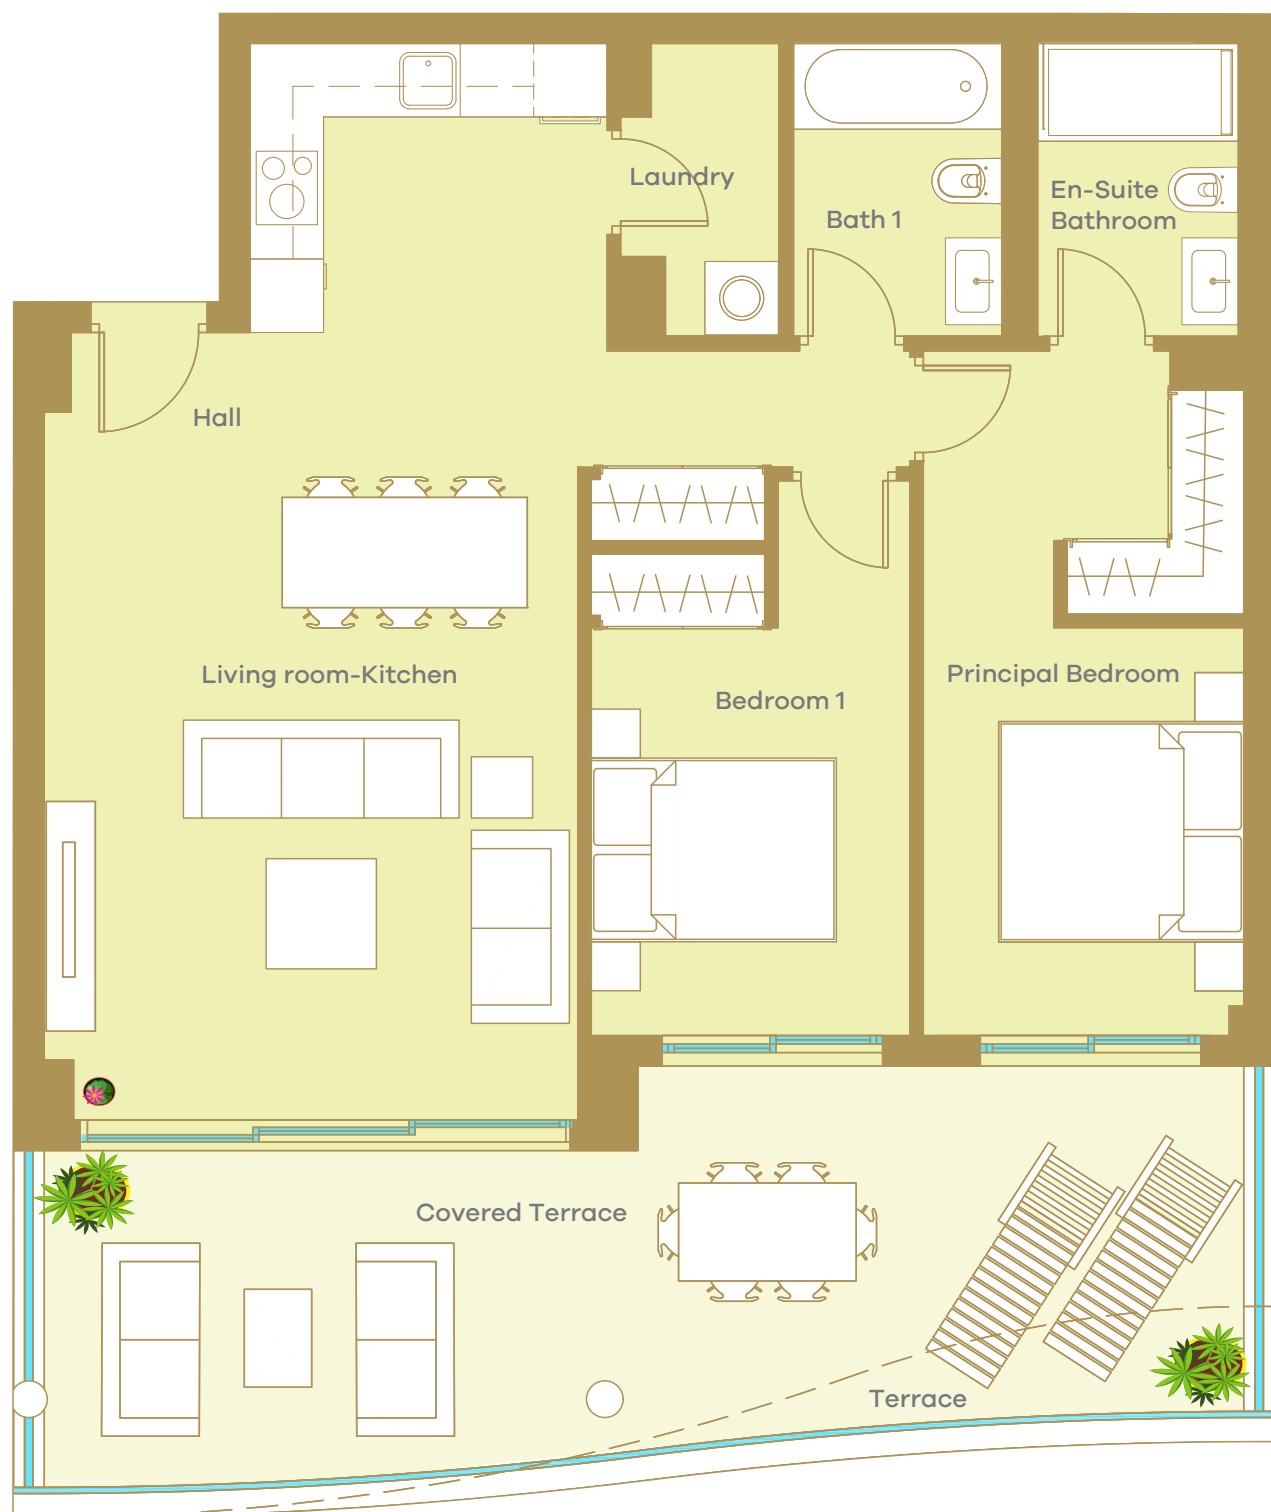 Laundry
Bath 1
En-Suite
Bathroom
Hall
Living room-Kitchen
Bedroom 1
Principal Bedroom
Covered Terrace
Terrace